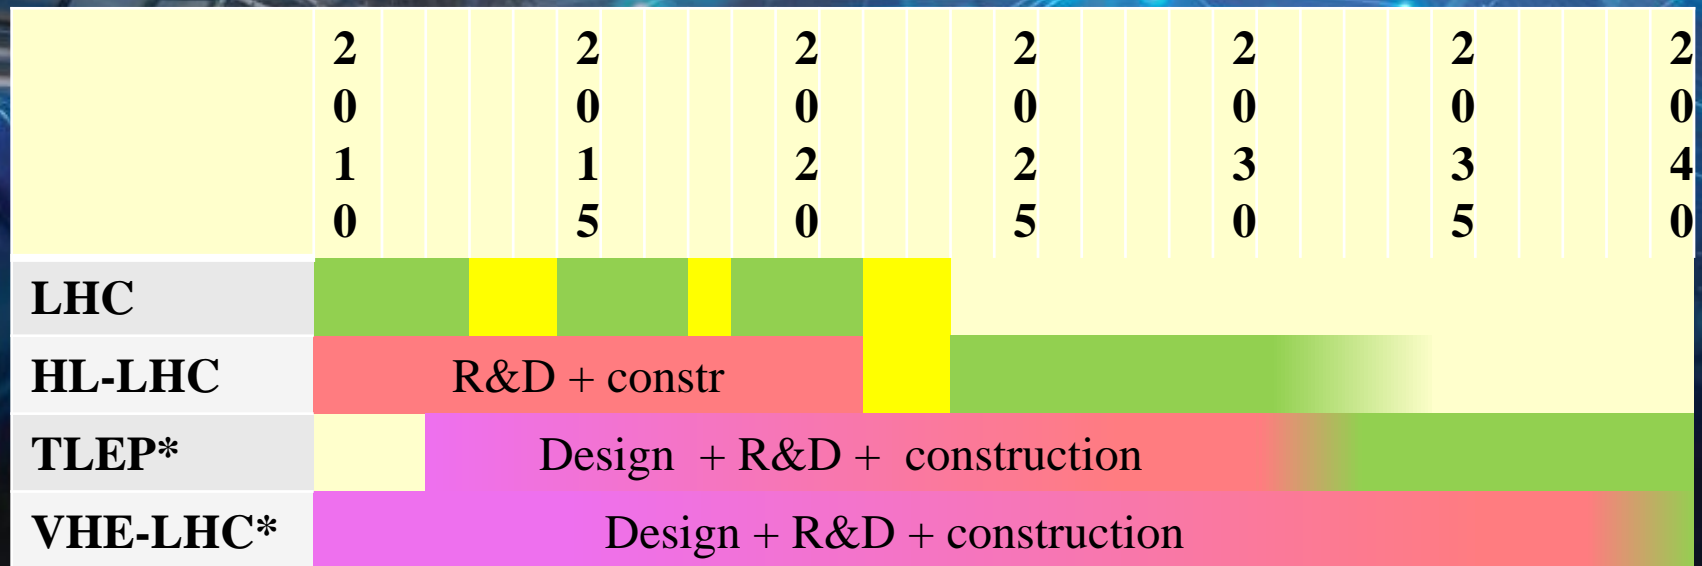 2010 2015 2020 2025 2030 2035 2040
LHC
HL-LHC R&D + constr
TLEP* Design + R&D + construction
VHE-LHC* Design + R&D + construction